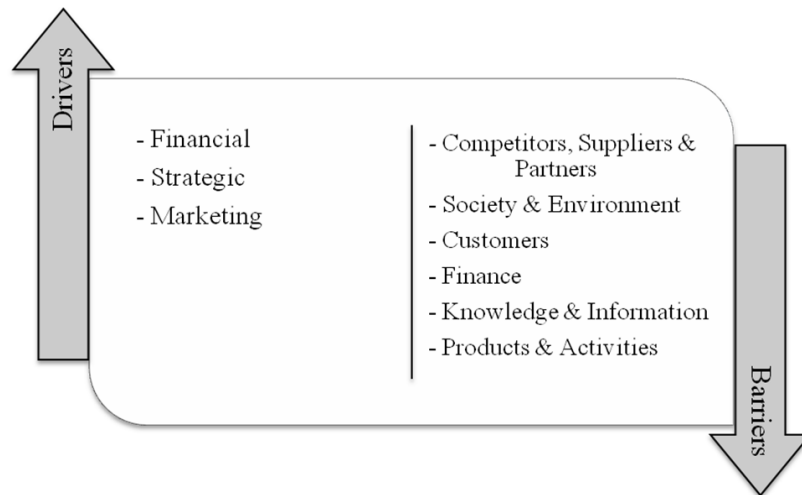 Drivers
- Financial
- Strategic
- Marketing
- Competitors, Suppliers &
Partners
- Society & Environment
- Customers
- Finance
- Knowledge & Information
- Products & Activities
Barriers